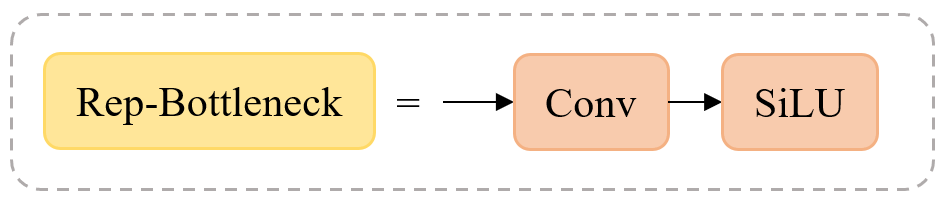 Rep-Bottleneck = Conv SiLU